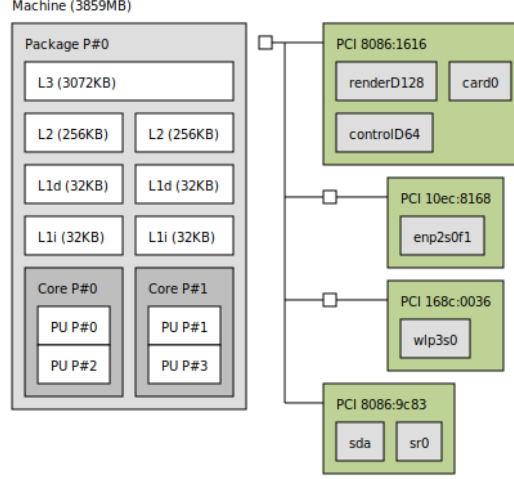 Machine (3859MB)
Package P#0
L3 (3072KB)
L2 (256KB) L2 (256KB)
L1d (32KB) L1d (32KB)
L1i (32KB) L1i (32KB)
Core P#0 Core P#1
PU P#0 PU P#1
PU P#2 PU P#3
PCI 8086:1616
renderD128 card0
controlD64
PCI 10ec:8168
enp2s0f1
PCI 168c:0036
wlp3s0
PCI 8086:9c83
sda sr0